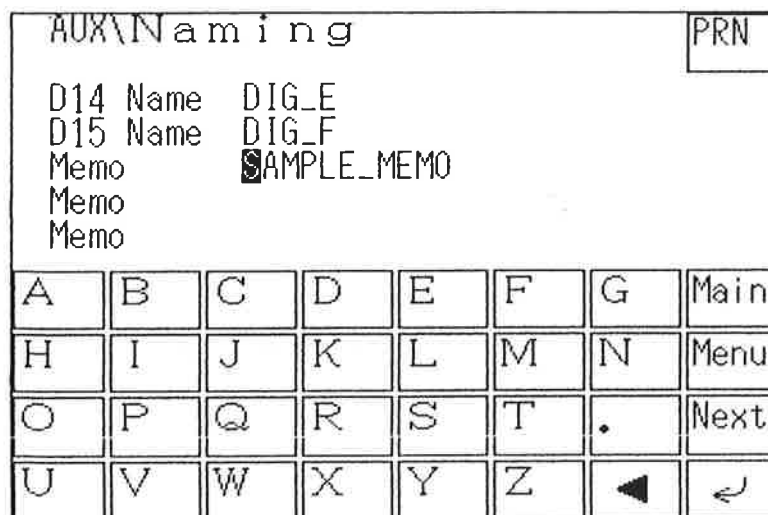 AUX\Naming PRN
D14 Name DIG_E
D15 Name DIG_F
Memo SAMPLE_MEMO
Memo
Memo
A B C D E F G Main
H I J K L M N Menu
O P Q R S T . Next
U V W X Y Z ◀ ↵